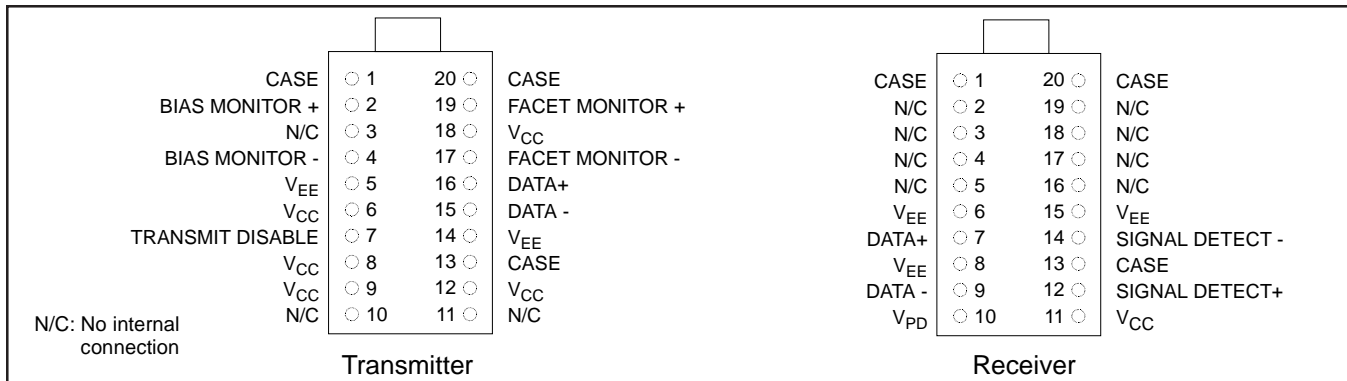 CASE 1 20 CASE
BIAS MONITOR + 2 19 FACET MONITOR +
N/C 3 18 VCC
BIAS MONITOR - 4 17 FACET MONITOR -
VEE 5 16 DATA+
VCC 6 15 DATA -
TRANSMIT DISABLE 7 14 VEE
VCC 8 13 CASE
VCC 9 12 VCC
N/C 10 11 N/C
N/C: No internal
connection
Transmitter
CASE 1 20 CASE
N/C 2 19 N/C
N/C 3 18 N/C
N/C 4 17 N/C
N/C 5 16 N/C
VEE 6 15 VEE
DATA+ 7 14 SIGNAL DETECT -
VEE 8 13 CASE
DATA - 9 12 SIGNAL DETECT+
VPD 10 11 VCC
Receiver